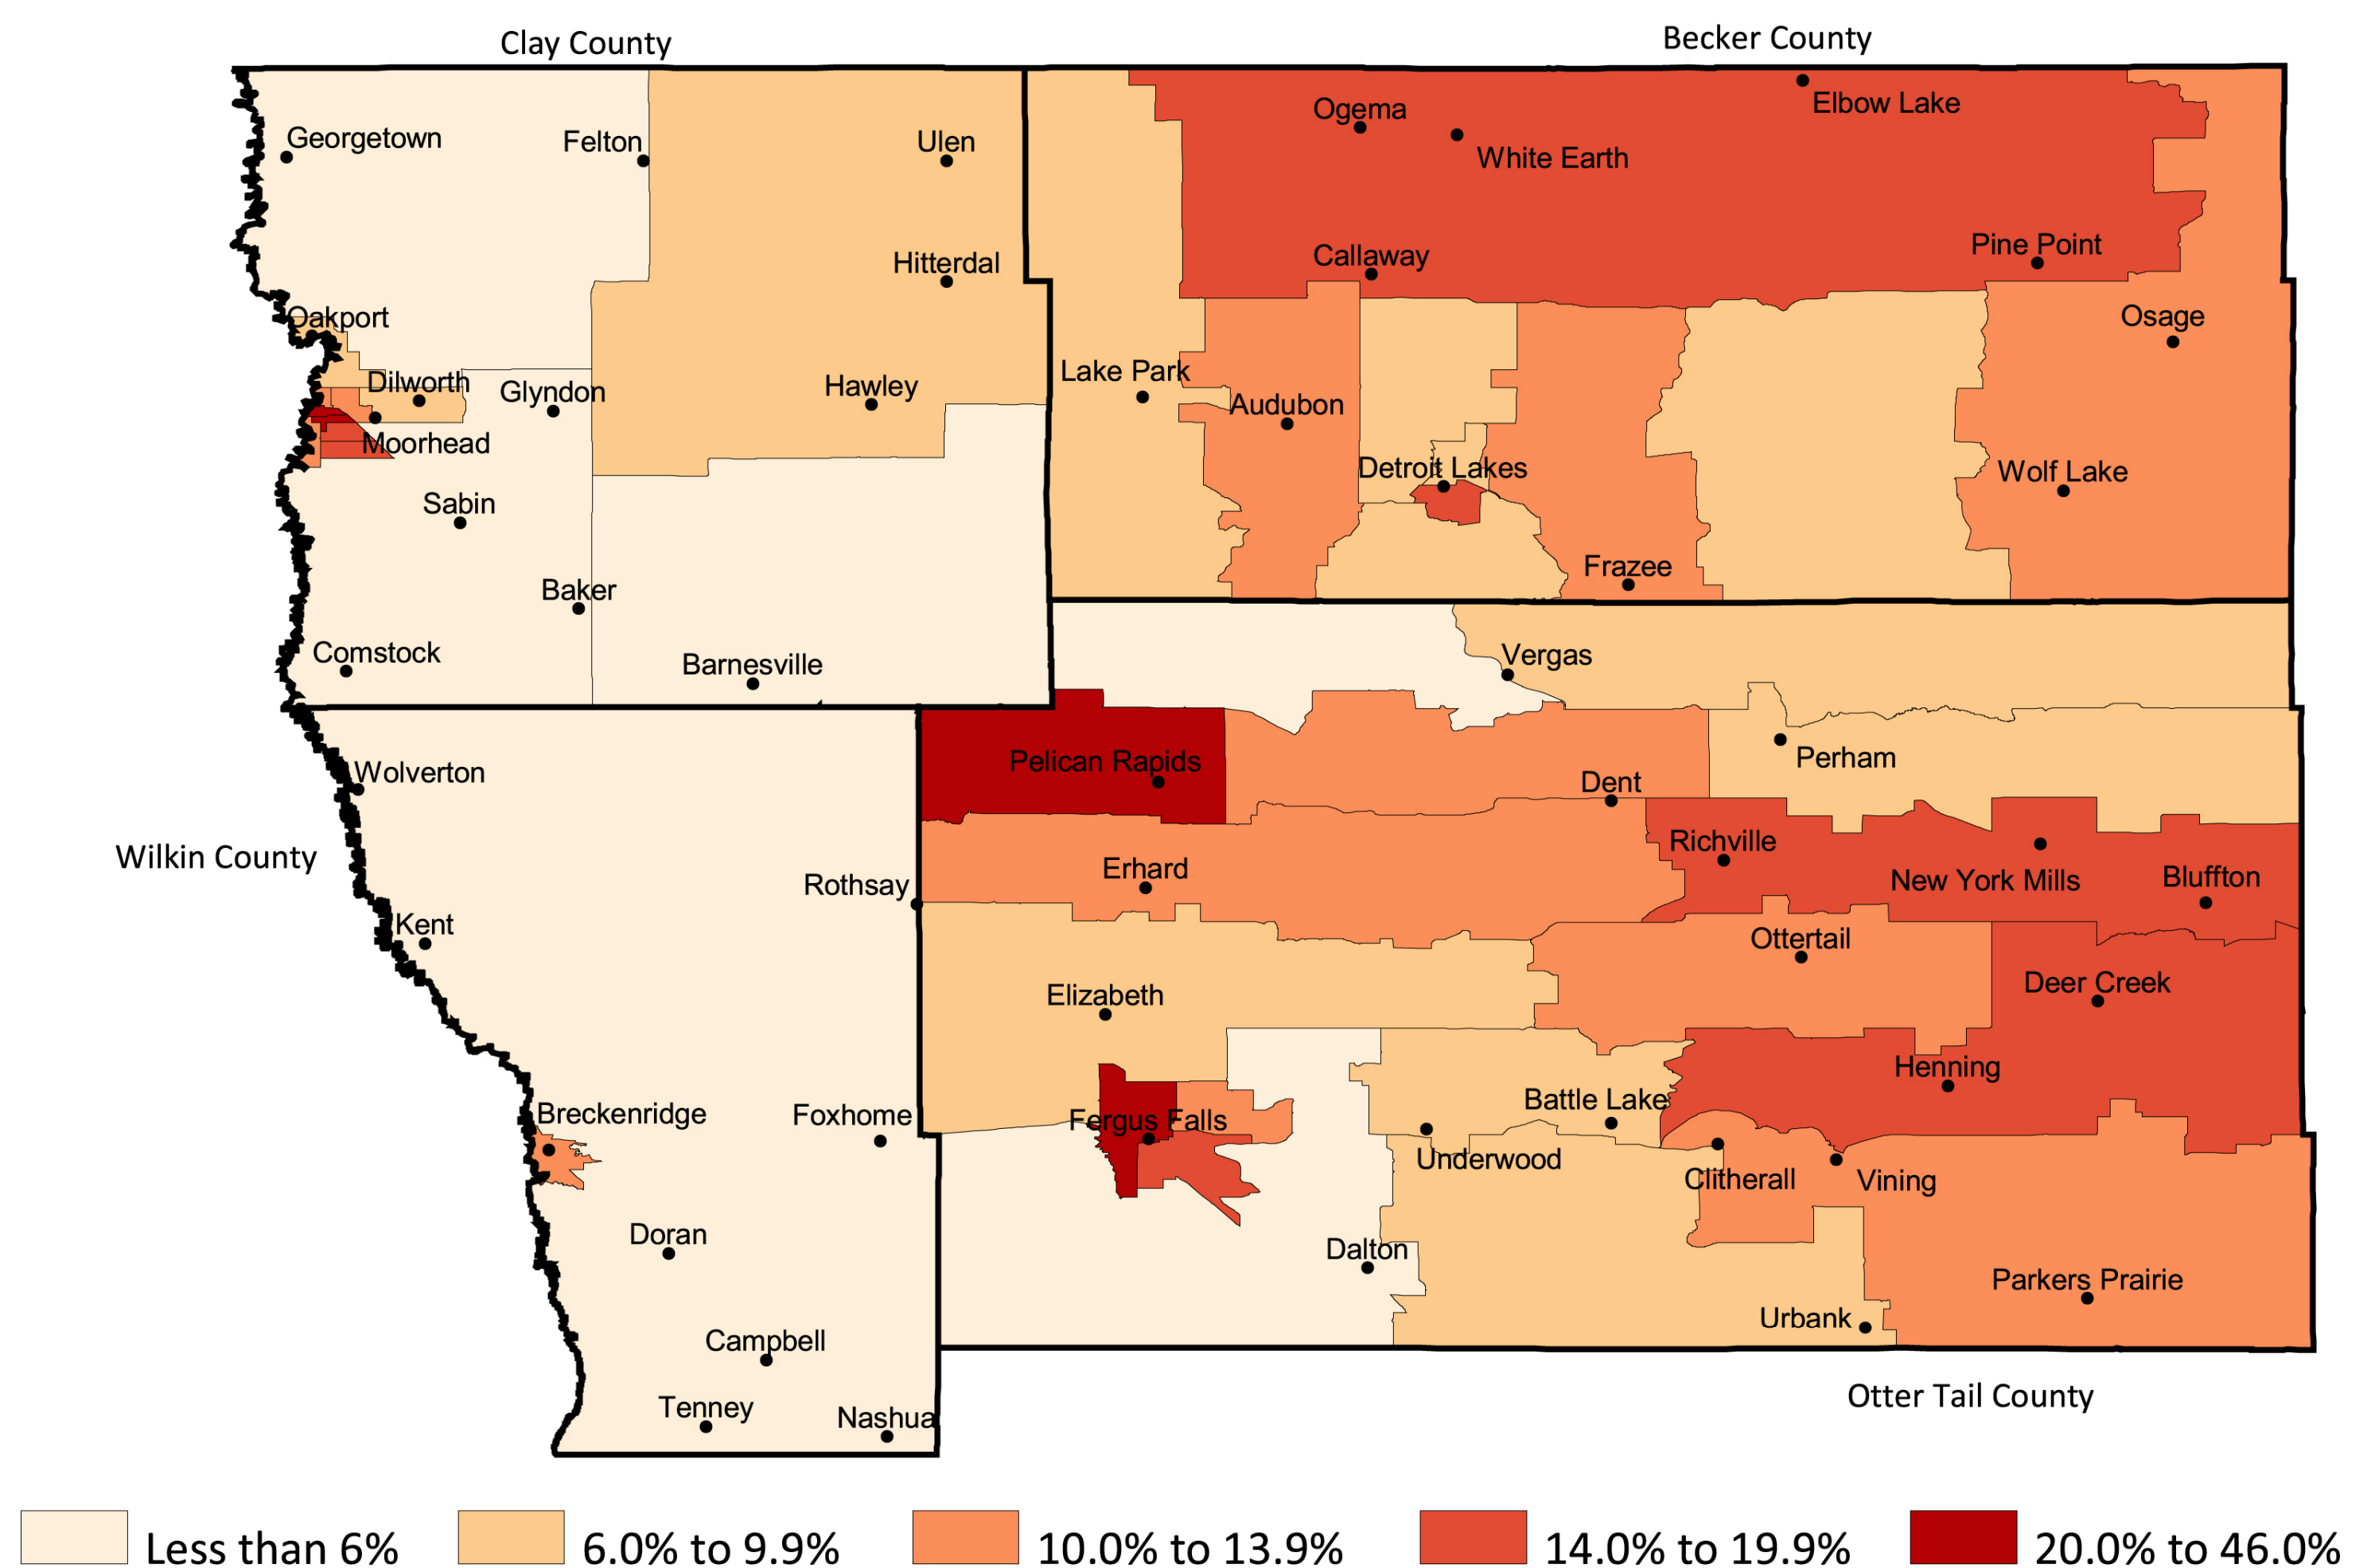 Clay County
Becker County
Georgetown
Felton
Ulen
Ogema
Elbow Lake
White Earth
Hitterdal
Callaway
Pine Point
Oakport
Osage
Dilworth
Glyndon
Hawley
Lake Park
Audubon
Moorhead
Detroit Lakes
Wolf Lake
Sabin
Baker
Frazee
Comstock
Barnesville
Vergas
Wolverton
Pelican Rapids
Dent
Perham
Wilkin County
Rothsay
Erhard
Richville
New York Mills
Bluffton
Kent
Ottertail
Elizabeth
Deer Creek
Henning
Breckenridge
Foxhome
Fergus Falls
Battle Lake
Underwood
Clitherall
Vining
Doran
Dalton
Parkers Prairie
Urbank
Campbell
Tenney
Nashua
Otter Tail County
Less than 6%
6.0% to 9.9%
10.0% to 13.9%
14.0% to 19.9%
20.0% to 46.0%